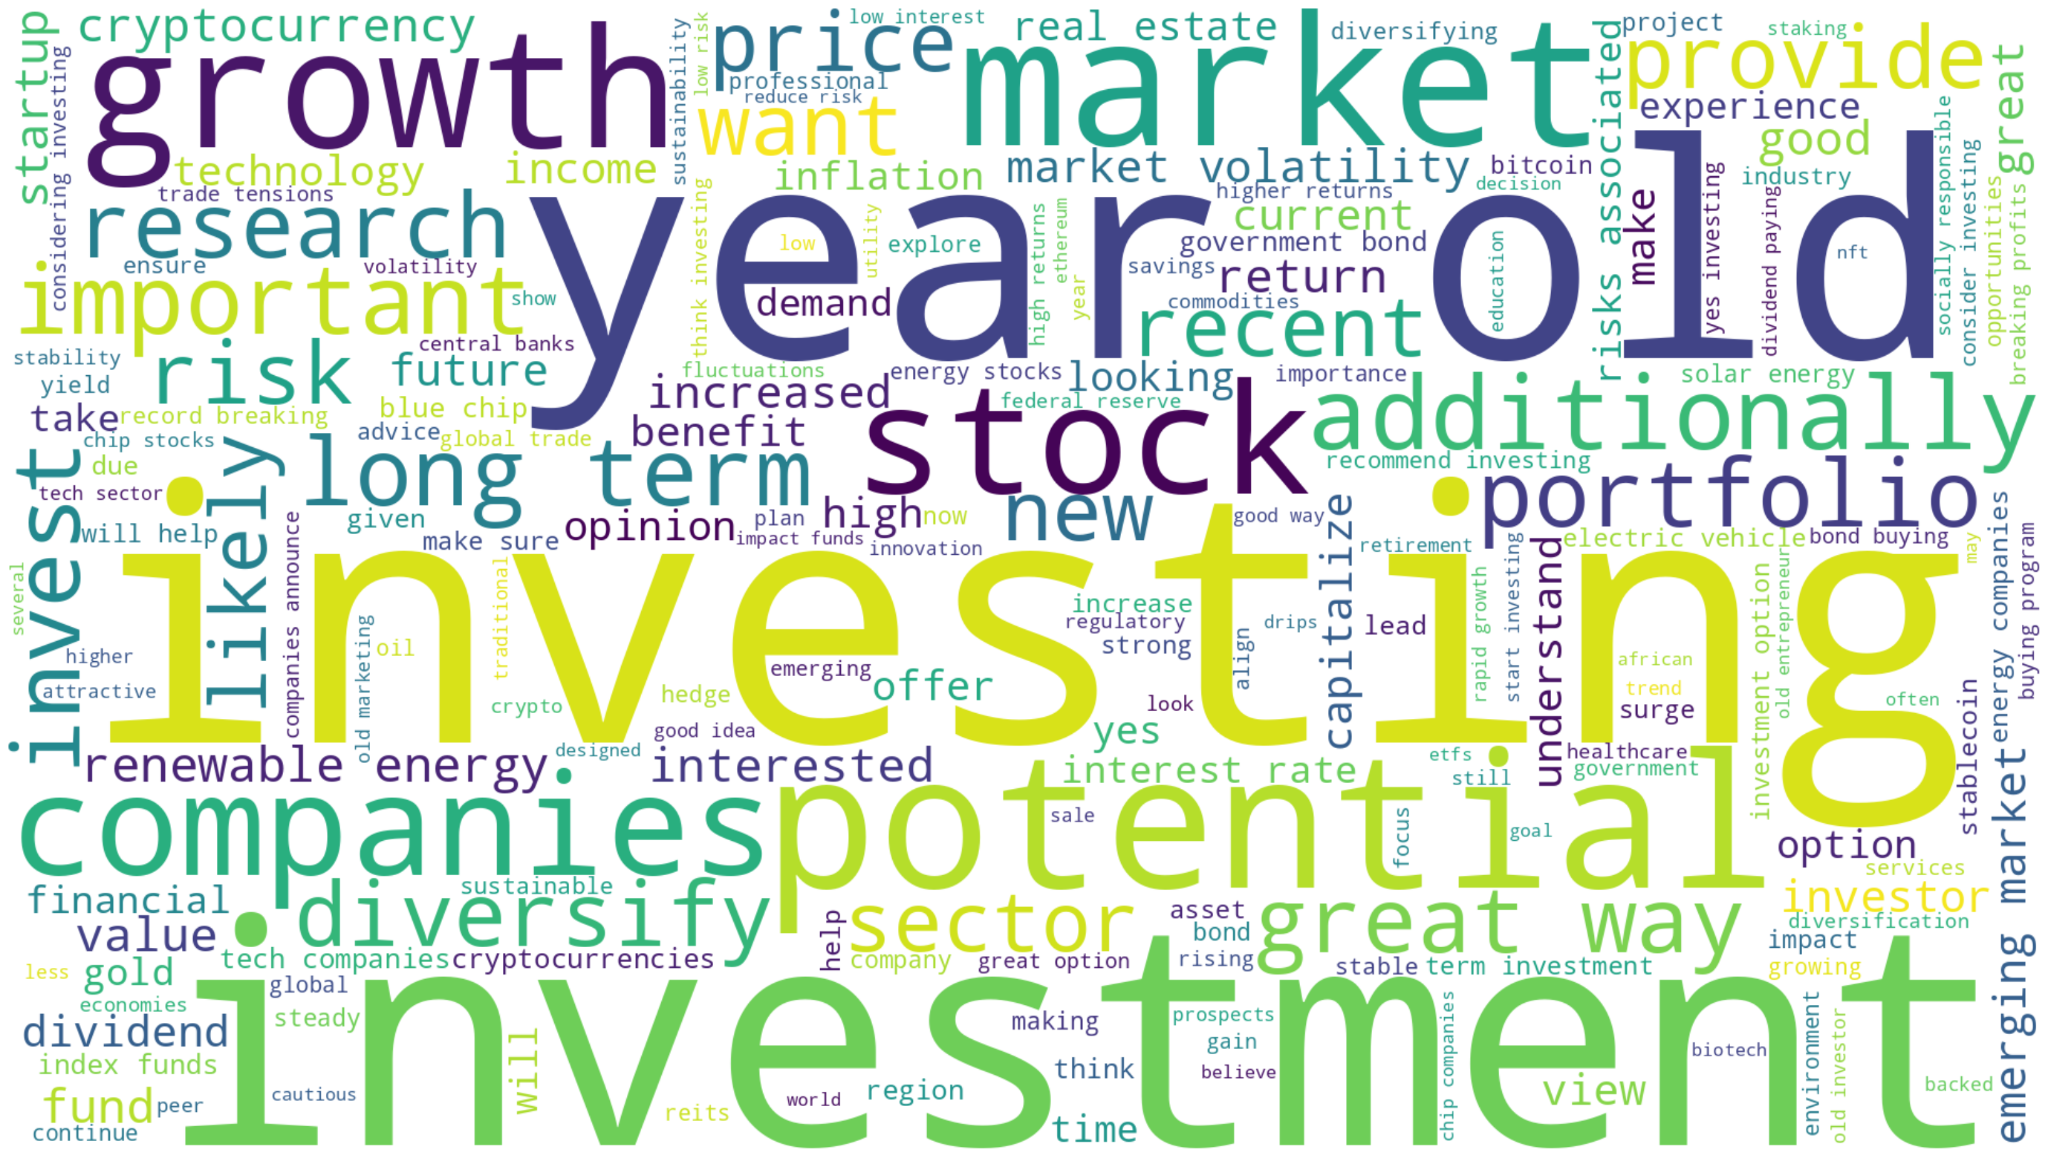 startup
cryptocurrency
growth
considering investing
sustainability
low risk
low interest
price
professional
reduce risk
want
real estate
market
diversifying
project
staking
provide
experience
good
great
risks associated
socially responsible
consider investing
opportunities
breaking profits
technology
income
trade tensions
research
ensure
volatility
important
show
think investing
inflation
market volatility
bitcoin
higher returns
decision
industry
make
yes investing
dividend paying
nft
low
utility
explore
high returns
ethereum
year
current
government bond
savings
return
commodities
education
demand
recent
year old
central banks
stability
yield
risk
future
fluctuations
energy stocks
looking
importance
solar energy
increased
federal reserve
take
record breaking
blue chip
advice
global trade
benefit
stock
additionally
chip stocks
due
tech sector
invest
likely
long term
recommend investing
portfolio
will help
given
make sure
opinion
plan
high
now
impact funds
innovation
new
good way
capitalize
retirement
understand
electric vehicle
bond buying
may
buying program
energy companies
several
companies announce
old marketing
oil
traditional
investing
increase
regulatory
strong
align
drips
lead
rapid growth
start investing
african
trend
surge
investment option
old entrepreneur
often
stablecoin
higher
attractive
crypto
hedge
emerging
offer
good idea
look
yes
designed
renewable energy
interested
interest rate
etfs
still
healthcare
government
companies
potential
sale
focus
goal
option
services
emerging market
financial
sustainable
diversify
value
sector
asset
bond
rising
great way
investor
diversification
impact
growing
less
gold
tech companies
cryptocurrencies
help
company
great option
stable
term investment
economies
global
dividend
steady
index funds
will
investment
making
prospects
gain
think
believe
chip companies
biotech
environment
old investor
backed
fund
peer
cautious
continue
reits
world
region
time
view